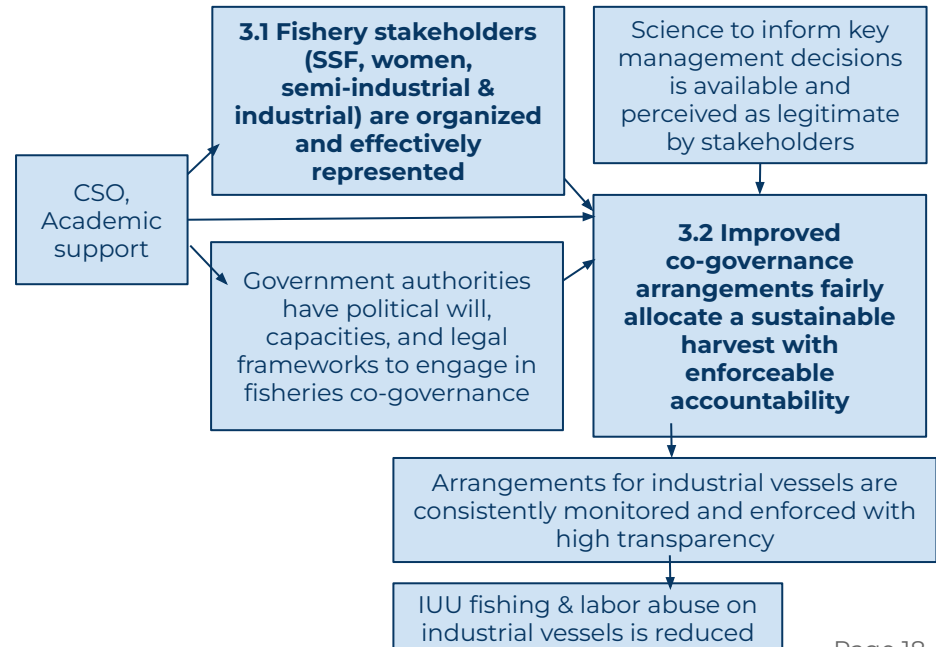 3.1 Fishery stakeholders
(SSF, women,
semi-industrial &
industrial) are organized
and effectively
represented
Science to inform key
management decisions
is available and
perceived as legitimate
by stakeholders
CSO,
Academic
support
Government authorities
have political will,
capacities, and legal
frameworks to engage in
fisheries co-governance
3.2 Improved
co-governance
arrangements fairly
allocate a sustainable
harvest with
enforceable
accountability
Arrangements for industrial vessels are
consistently monitored and enforced with
high transparency
IUU fishing & labor abuse on
industrial vessels is reduced
Page 18